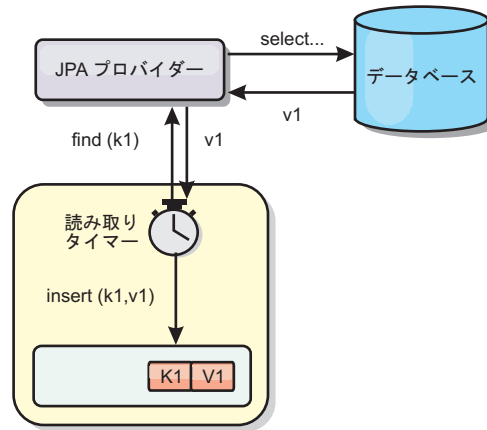 select...
JPA プロバイダー
データベース
v1
find (k1)
v1
読み取り
タイマー
insert (k1,v1)
K1 V1